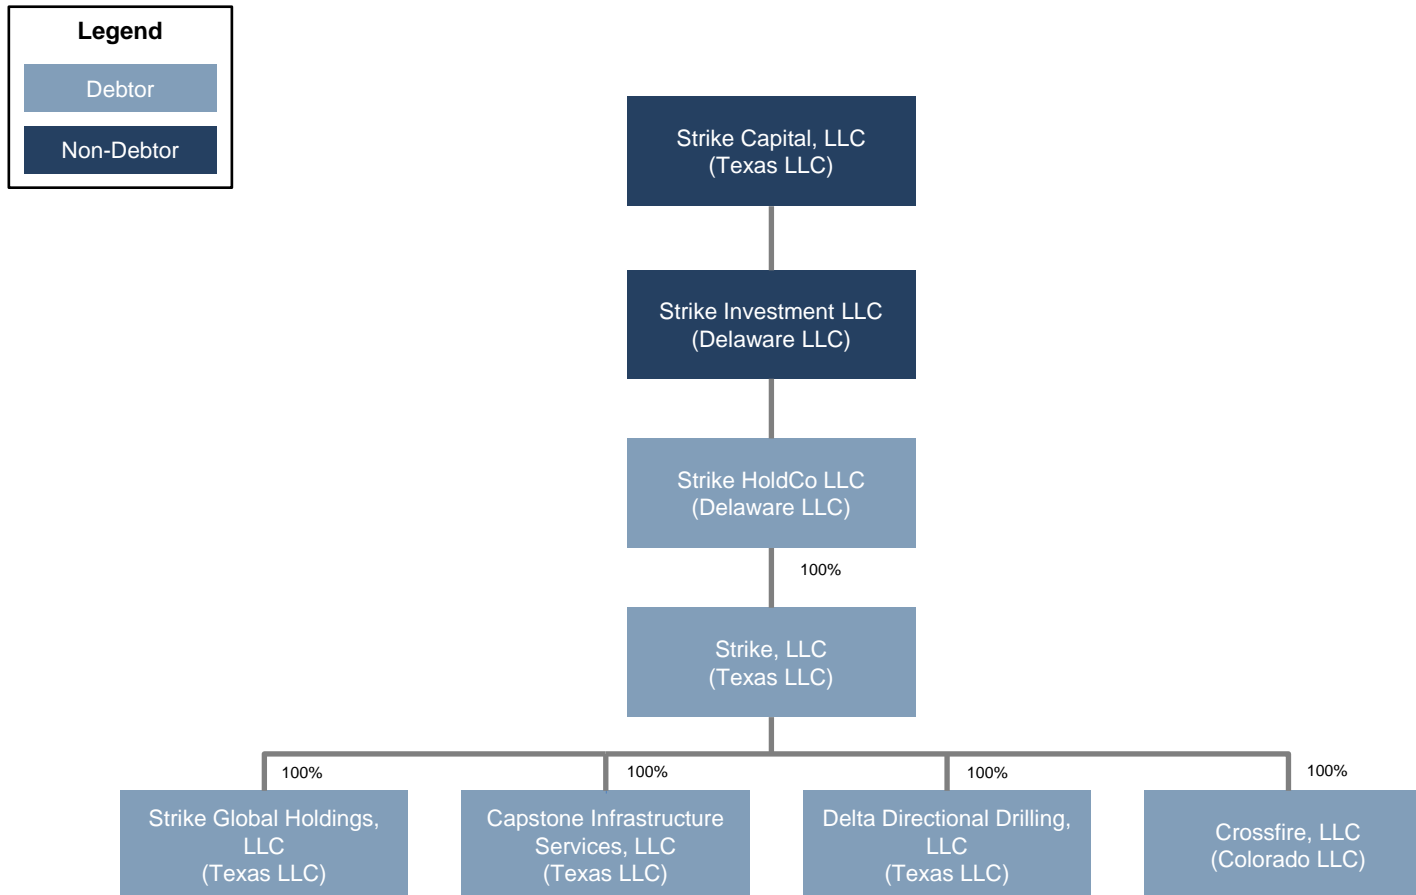 Legend
Debtor
Non-Debtor
Strike Capital, LLC
(Texas LLC)
Strike Investment LLC
(Delaware LLC)
Strike HoldCo LLC
(Delaware LLC)
100%
Strike, LLC
(Texas LLC)
100%
100%
100%
100%
Strike Global Holdings,
LLC
(Texas LLC)
Capstone Infrastructure
Services, LLC
(Texas LLC)
Delta Directional Drilling,
LLC
(Texas LLC)
Crossfire, LLC
(Colorado LLC)